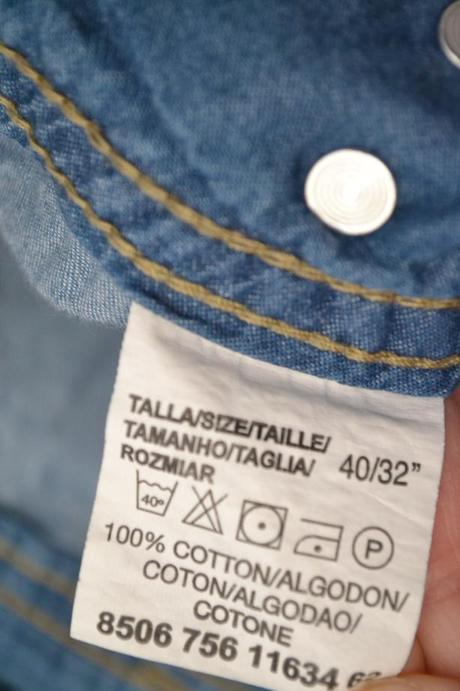 TALLA/SIZE/TAILLE/
TAMANHO/TAGLIA/ 40/32”
ROZMIAR
40° P
100% COTTON/ALGODON/
COTON/ALGODAO/
COTONE
8506 756 11634